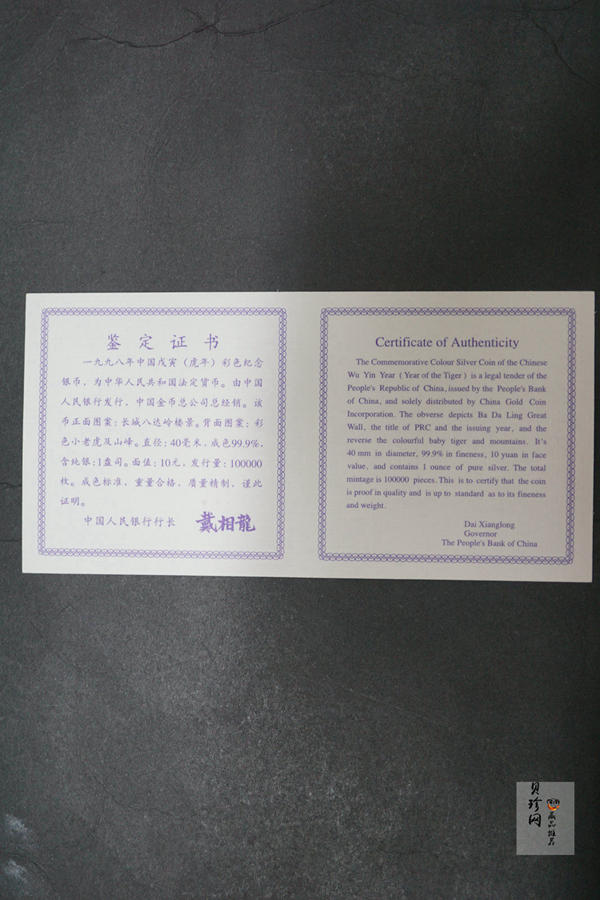 鉴定证书
一九九八年中国戊寅（虎年）彩色纪念
银币，为中华人民共和国法定货币。由中国
人民银行发行，中国金币总公司总经销。该
币正面图案：长城八达岭楼景。背面图案：彩
色小老虎及山峰。直径：40毫米，成色99.9%，
含纯银：1盎司。面值：10元，发行量：100000
枚。成色标准，重量合格，质量精制，谨此
证明。
中国人民银行行长 戴相龍
Certificate of Authenticity
The Commemorative Colour Silver Coin of the Chinese
Wu Yin Year (Year of the Tiger) is a legal tender of the
People's Republic of China, issued by the People's Bank
of China, and solely distributed by China Gold Coin
Incorporation. The obverse depicts Ba Da Ling Great
Wall, the title of PRC and the issuing year, and the
reverse the colourful baby tiger and mountains. It's
40 mm in diameter, 99.9% in fineness, 10 yuan in face
value, and contains 1 ounce of pure silver. The total
mintage is 100000 pieces. This is to certify that the coin
is proof in quality and is up to standard as to its fineness
and weight.
Dai Xianglong
Governor
The People's Bank of China
贝珍网
藏品推荐